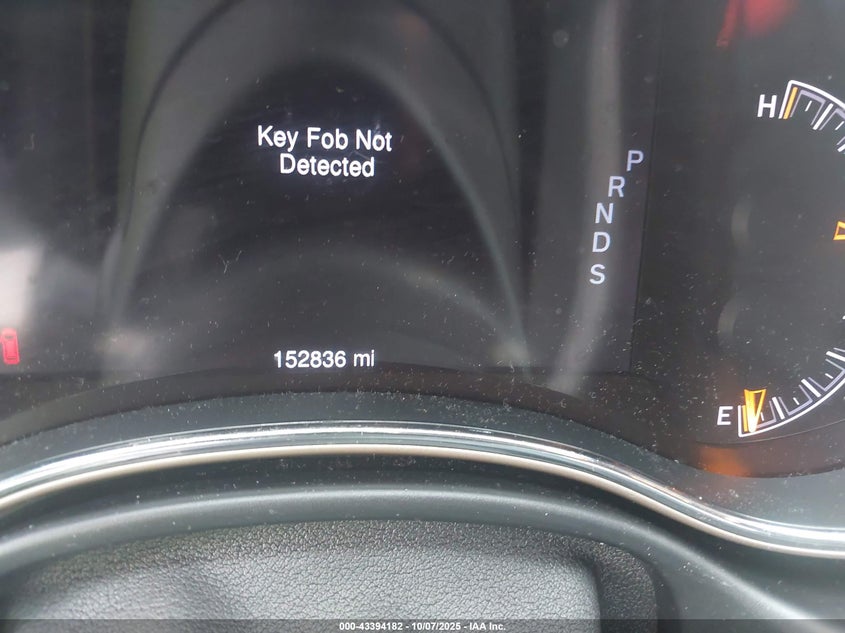 Key Fob Not
Detected
P
R
N
D
S
H
152836 mi
E
000-43394182 - 10/07/2025 - IAA Inc.